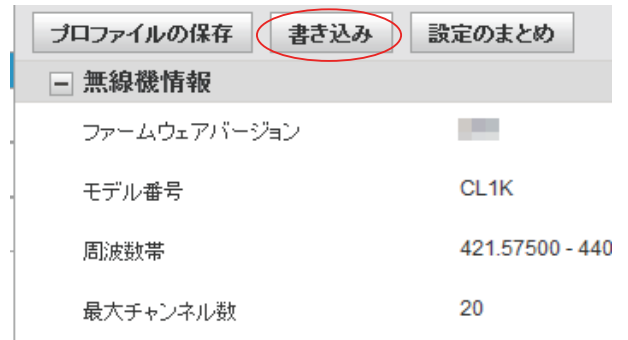 プロファイルの保存 書き込み 設定のまとめ
無線機情報
ファームウェアバージョン
モデル番号 CL1K
周波数帯 421.57500 - 440
最大チャンネル数 20